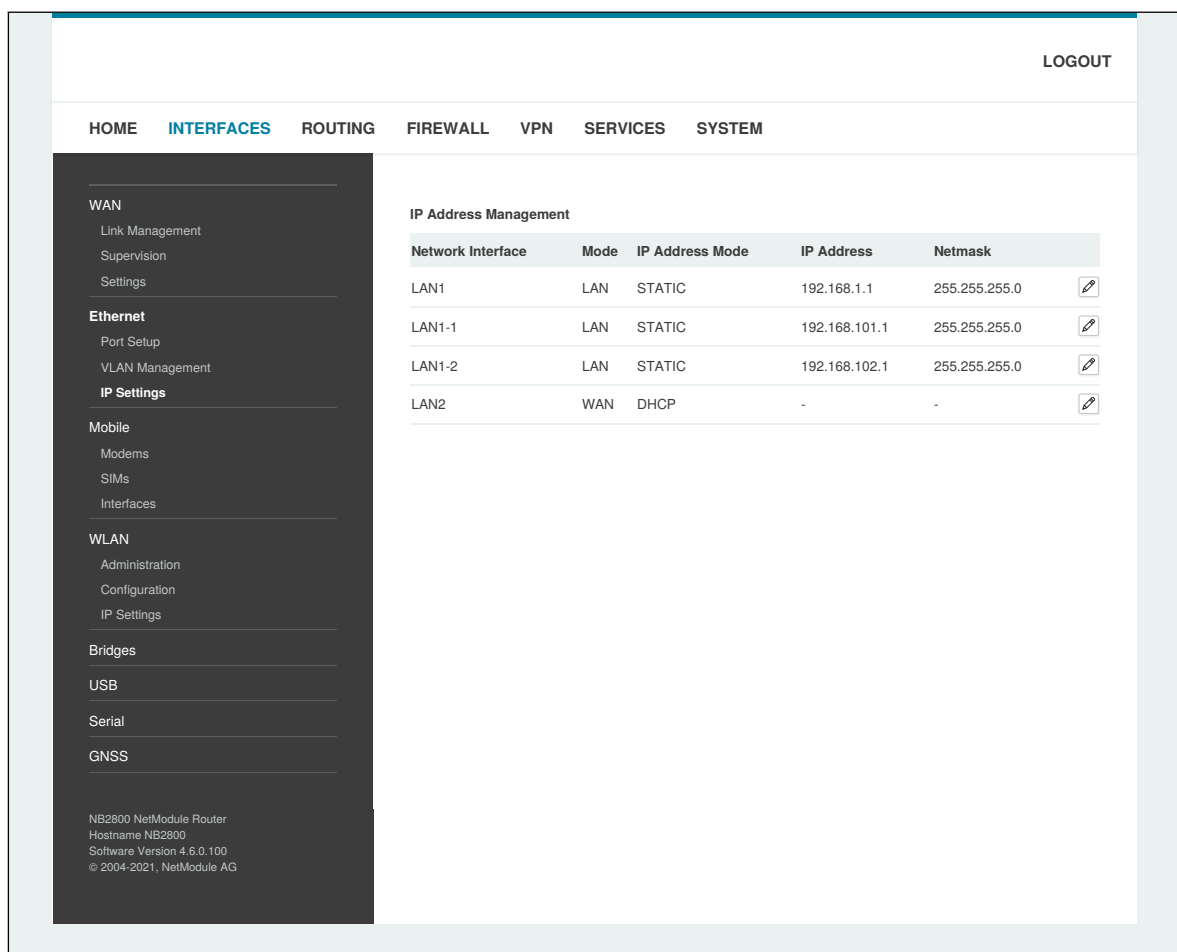 LOGOUT
HOME INTERFACES ROUTING FIREWALL VPN SERVICES SYSTEM
WAN
Link Management
Supervision
Settings
Ethernet
Port Setup
VLAN Management
IP Settings
Mobile
Modems
SIMs
Interfaces
WLAN
Administration
Configuration
IP Settings
Bridges
USB
Serial
GNSS
NB2800 NetModule Router
Hostname NB2800
Software Version 4.6.0.100
© 2004-2021, NetModule AG
IP Address Management
Network Interface Mode IP Address Mode IP Address Netmask
LAN1 LAN STATIC 192.168.1.1 255.255.255.0
LAN1-1 LAN STATIC 192.168.101.1 255.255.255.0
LAN1-2 LAN STATIC 192.168.102.1 255.255.255.0
LAN2 WAN DHCP - -